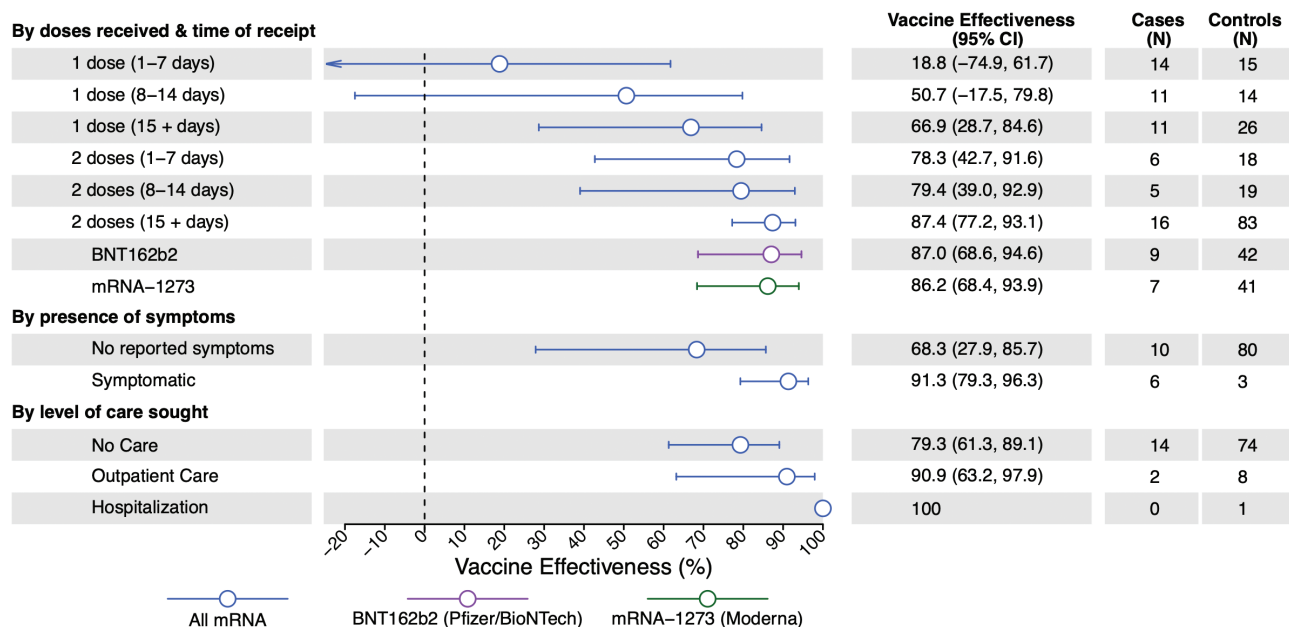 Vaccine Effectiveness Cases Controls
By doses received & time of receipt (95% CI) (N) (N)
1 dose (1–7 days) 18.8 (−74.9, 61.7) 14 15
1 dose (8–14 days) 50.7 (−17.5, 79.8) 11 14
1 dose (15 + days) 66.9 (28.7, 84.6) 11 26
2 doses (1–7 days) 78.3 (42.7, 91.6) 6 18
2 doses (8–14 days) 79.4 (39.0, 92.9) 5 19
2 doses (15 + days) 87.4 (77.2, 93.1) 16 83
BNT162b2 87.0 (68.6, 94.6) 9 42
mRNA−1273 86.2 (68.4, 93.9) 7 41
By presence of symptoms
No reported symptoms 68.3 (27.9, 85.7) 10 80
Symptomatic 91.3 (79.3, 96.3) 6 3
By level of care sought
No Care 79.3 (61.3, 89.1) 14 74
Outpatient Care 90.9 (63.2, 97.9) 2 8
Hospitalization 100 0 1
−20 −10 0 10 20 30 40 50 60 70 80 90 100
Vaccine Effectiveness (%)
All mRNA BNT162b2 (Pfizer/BioNTech) mRNA−1273 (Moderna)